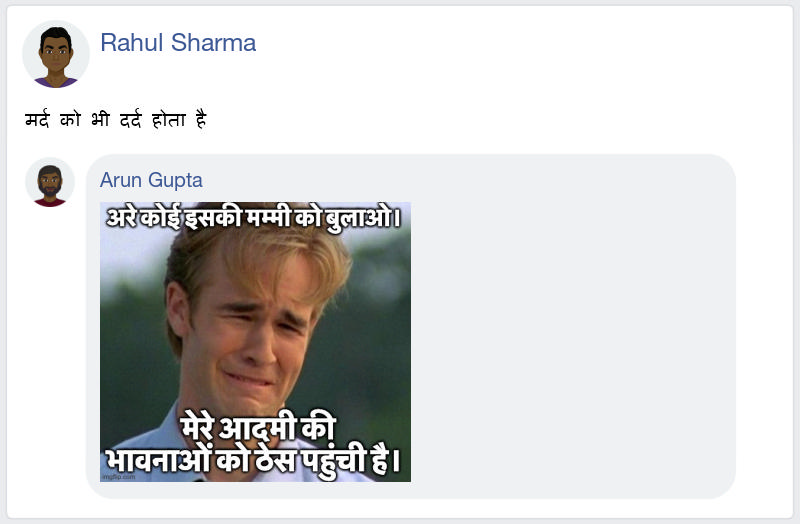 Rahul Sharma
मर्द को भी दर्द होता है
Arun Gupta
अरे कोई इसकी मम्मी को बुलाओ।
मेरे आदमी की
भावनाओं को ठेस पहुंची है।
imgflip.com